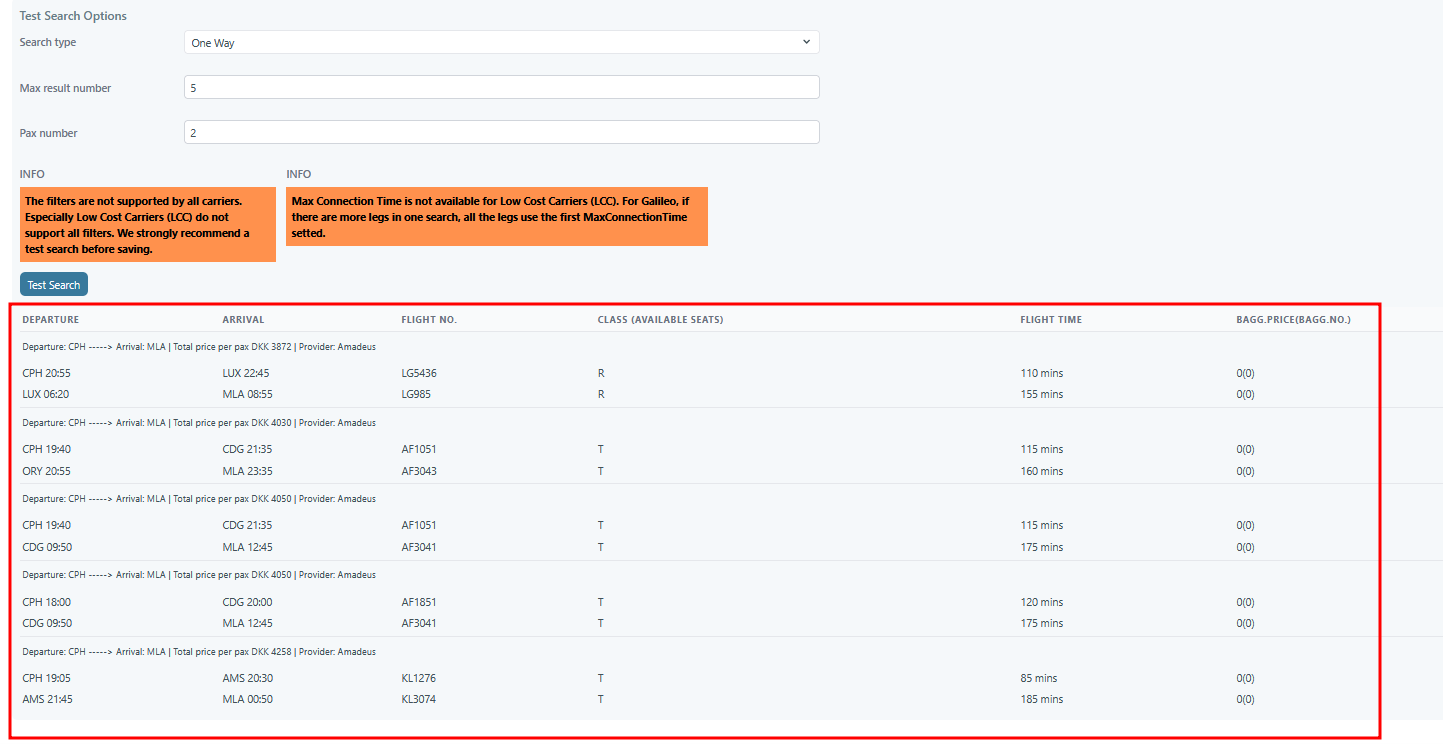 Test Search Options
Search type One Way
Max result number 5
Pax number 2
INFO
The filters are not supported by all carriers.
Especially Low Cost Carriers (LCC) do not
support all filters. We strongly recommend a
test search before saving.
INFO
Max Connection Time is not available for Low Cost Carriers (LCC). For Galileo, if
there are more legs in one search, all the legs use the first MaxConnectionTime
setted.
Test Search
DEPARTURE ARRIVAL FLIGHT NO. CLASS (AVAILABLE SEATS) FLIGHT TIME BAGG.PRICE(BAGG.NO.)
Departure: CPH -----> Arrival: MLA | Total price per pax DKK 3872 | Provider: Amadeus
CPH 20:55 LUX 22:45 LG5436 R 110 mins 0(0)
LUX 06:20 MLA 08:55 LG985 R 155 mins 0(0)
Departure: CPH -----> Arrival: MLA | Total price per pax DKK 4030 | Provider: Amadeus
CPH 19:40 CDG 21:35 AF1051 T 115 mins 0(0)
ORY 20:55 MLA 23:35 AF3043 T 160 mins 0(0)
Departure: CPH -----> Arrival: MLA | Total price per pax DKK 4050 | Provider: Amadeus
CPH 19:40 CDG 21:35 AF1051 T 115 mins 0(0)
CDG 09:50 MLA 12:45 AF3041 T 175 mins 0(0)
Departure: CPH -----> Arrival: MLA | Total price per pax DKK 4050 | Provider: Amadeus
CPH 18:00 CDG 20:00 AF1851 T 120 mins 0(0)
CDG 09:50 MLA 12:45 AF3041 T 175 mins 0(0)
Departure: CPH -----> Arrival: MLA | Total price per pax DKK 4258 | Provider: Amadeus
CPH 19:05 AMS 20:30 KL1276 T 85 mins 0(0)
AMS 21:45 MLA 00:50 KL3074 T 185 mins 0(0)